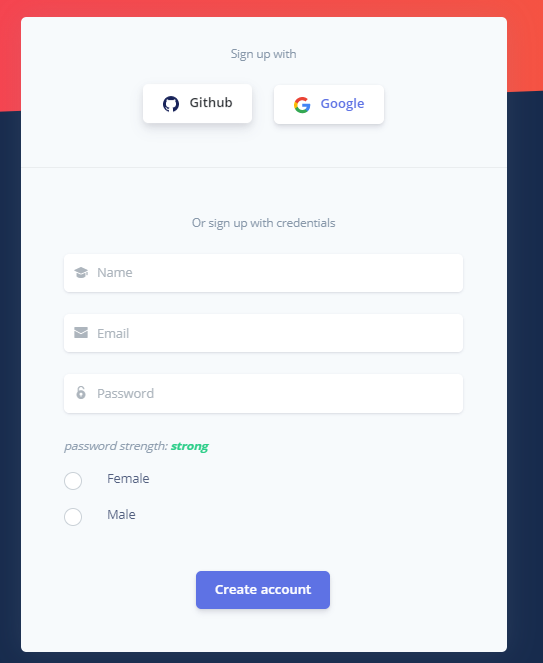 Sign up with
Github
Google
Or sign up with credentials
Name
Email
Password
password strength: strong
Female
Male
Create account